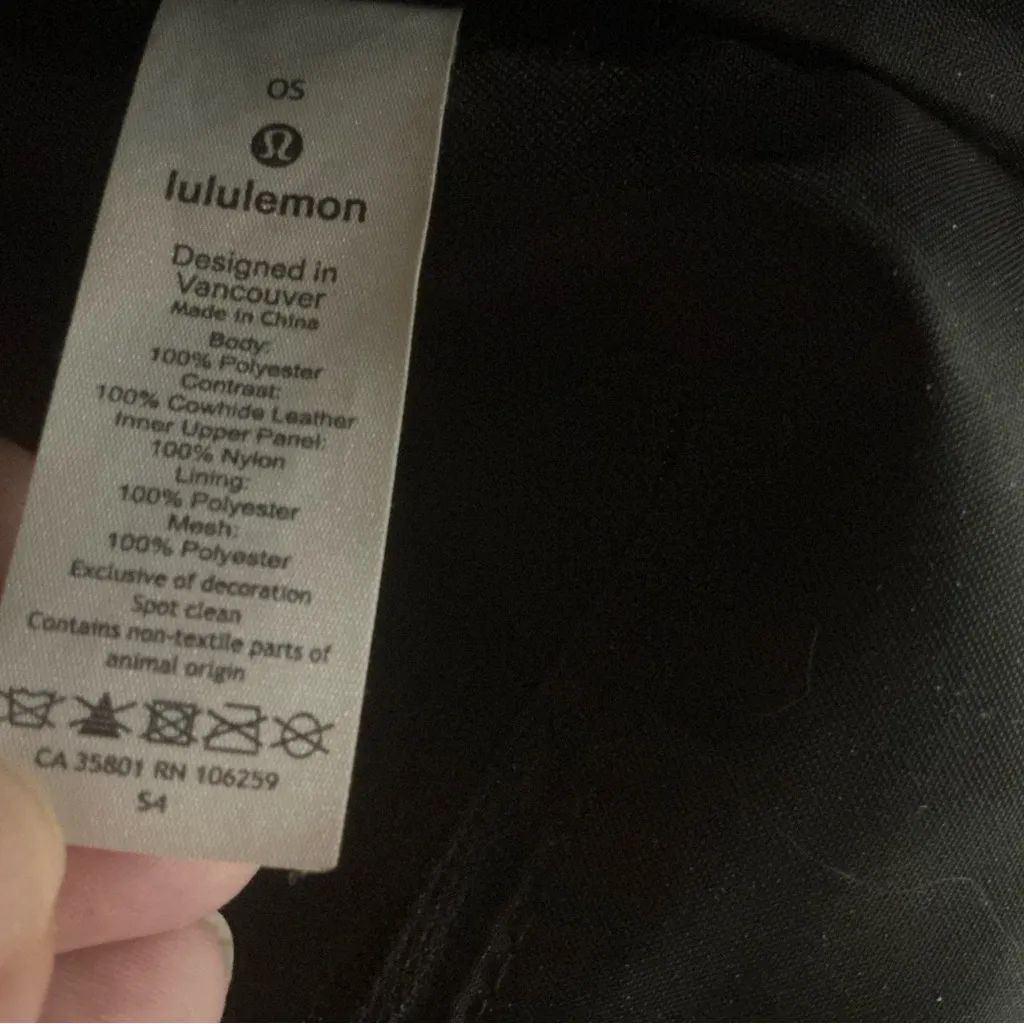 OS
lululemon
Designed in
Vancouver
Made in China
Body:
100% Polyester
Contrast:
100% Cowhide Leather
Inner Upper Panel:
100% Nylon
Lining:
100% Polyester
Mesh:
100% Polyester
Exclusive of decoration
Spot clean
Contains non-textile parts of
animal origin
CA 35801 RN 106259
S4